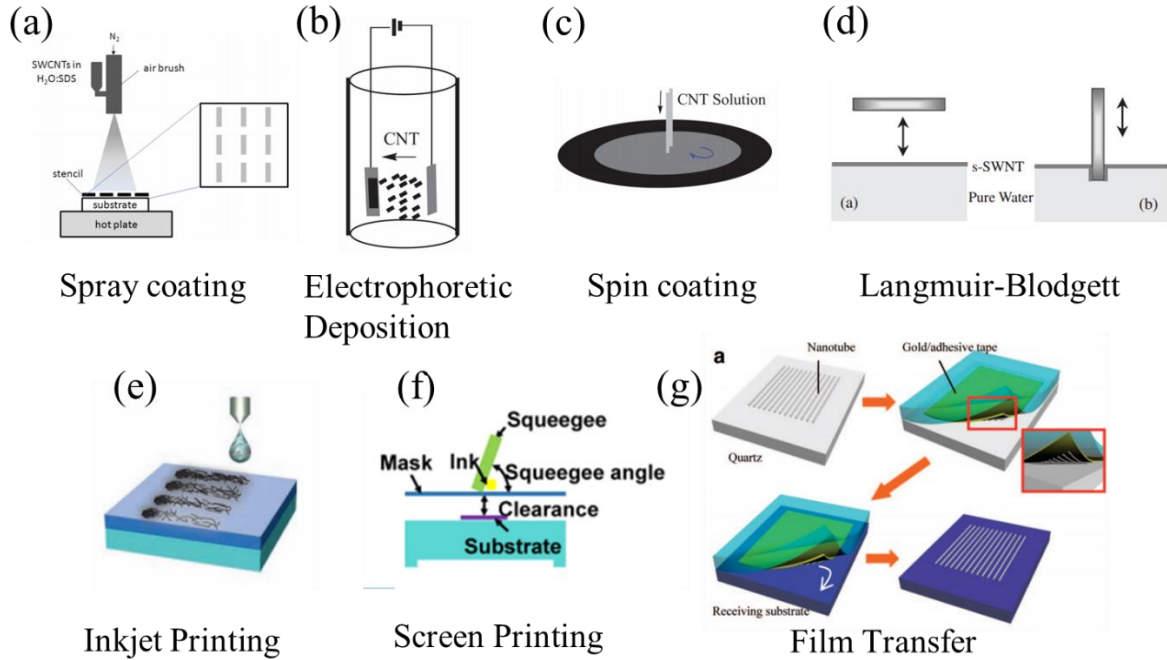 (a)
N₂
SWCNTs in
H₂O:SDS
air brush
stencil
substrate
hot plate
Spray coating
(b)
CNT
Electrophoretic
Deposition
(c)
CNT Solution
Spin coating
(d)
s-SWNT
Pure Water
(a)
(b)
Langmuir-Blodgett
(e)
Inkjet Printing
(f)
Squeegee
Mask
Ink
Squeegee angle
Clearance
Substrate
Screen Printing
(g)
a
Nanotube
Gold/adhesive tape
Quartz
Receiving substrate
Film Transfer